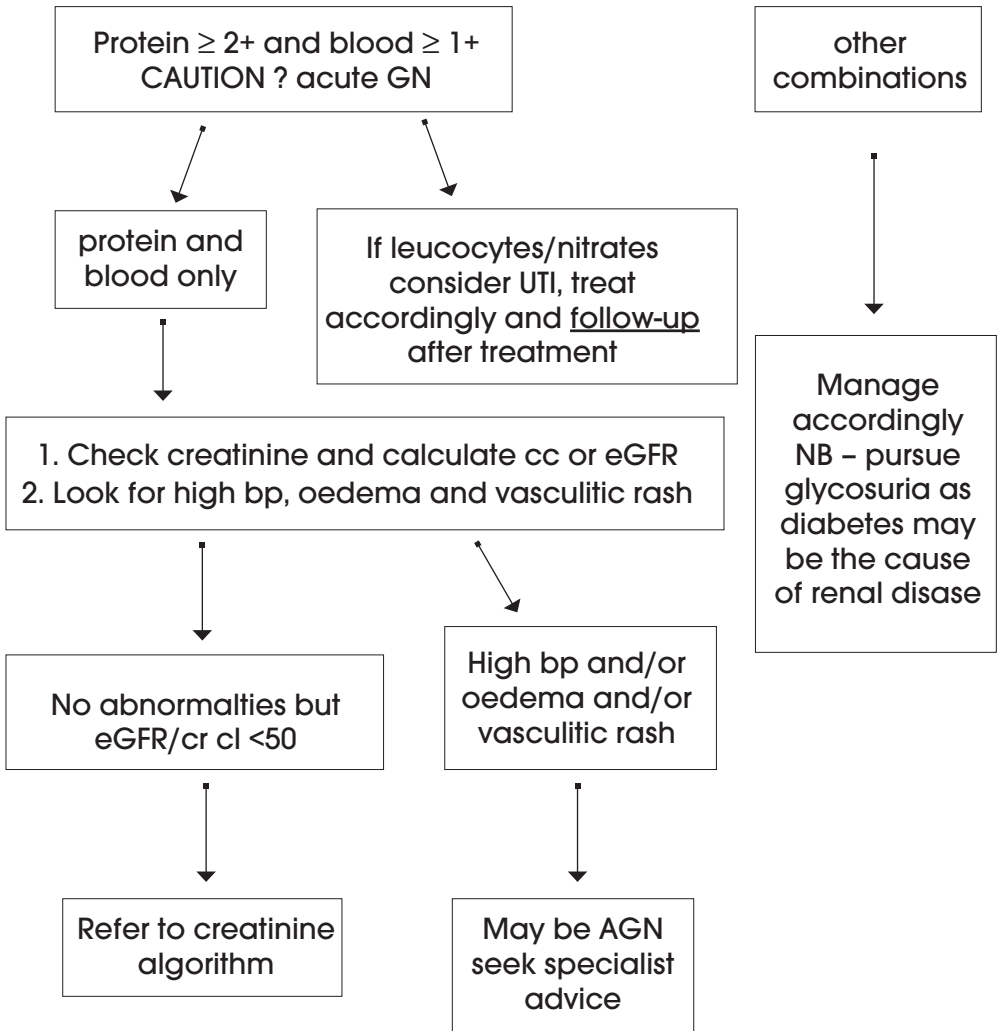 Protein ≥ 2+ and blood ≥ 1+
CAUTION ? acute GN
other
combinations
protein and
blood only
If leucocytes/nitrates
consider UTI, treat
accordingly and follow-up
after treatment
Manage
accordingly
NB – pursue
glycosuria as
diabetes may
be the cause
of renal disase
1. Check creatinine and calculate cc or eGFR
2. Look for high bp, oedema and vasculitic rash
No abnormalties but
eGFR/cr cl <50
High bp and/or
oedema and/or
vasculitic rash
Refer to creatinine
algorithm
May be AGN
seek specialist
advice